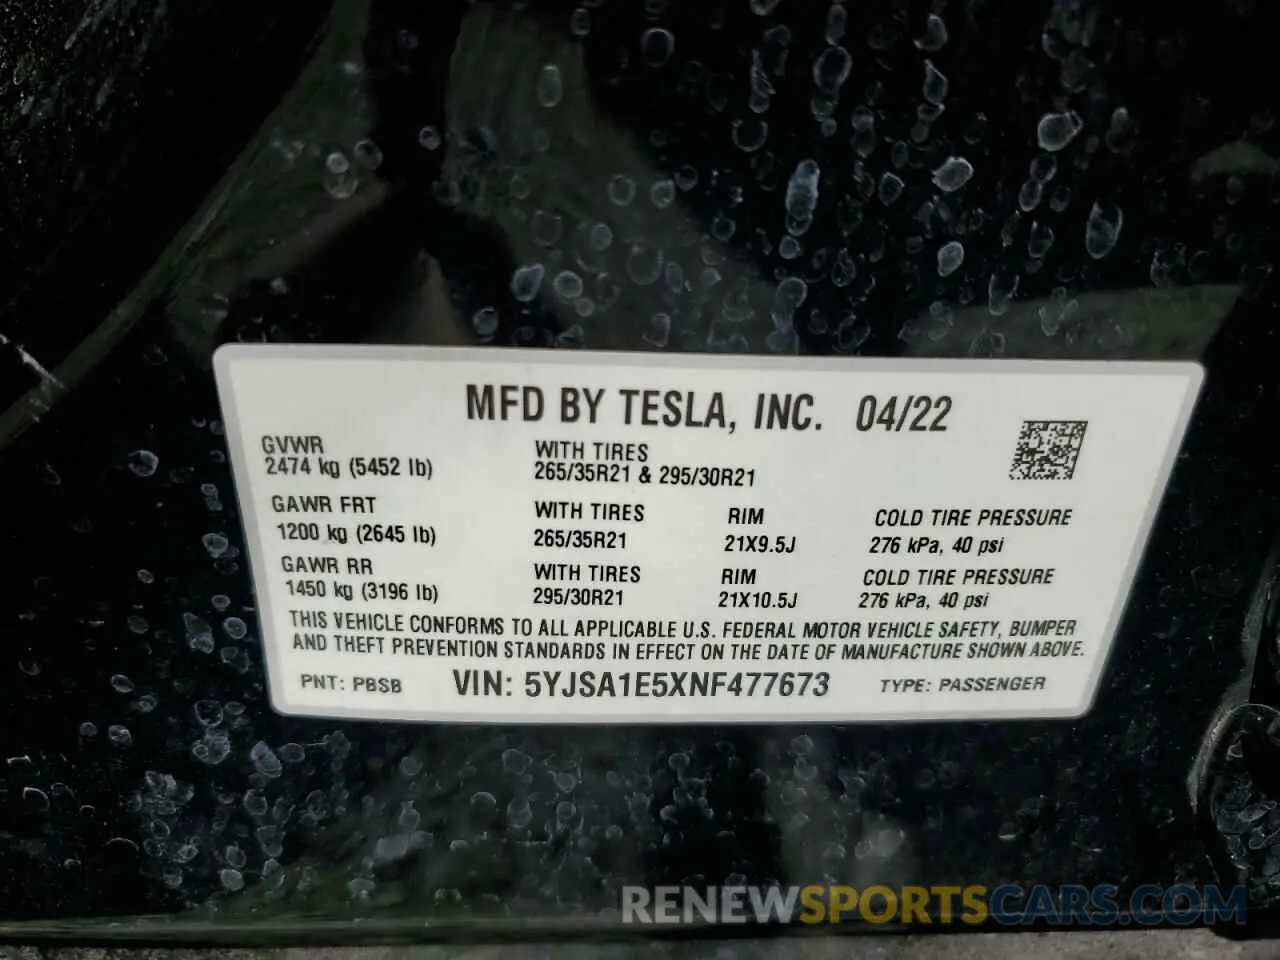 MFD BY TESLA, INC. 04/22
GVWR
2474 kg (5452 lb)
WITH TIRES
265/35R21 & 295/30R21
GAWR FRT
1200 kg (2645 lb)
WITH TIRES
265/35R21
RIM
21X9.5J
COLD TIRE PRESSURE
276 kPa, 40 psi
GAWR RR
1450 kg (3196 lb)
WITH TIRES
295/30R21
RIM
21X10.5J
COLD TIRE PRESSURE
276 kPa, 40 psi
THIS VEHICLE CONFORMS TO ALL APPLICABLE U.S. FEDERAL MOTOR VEHICLE SAFETY, BUMPER
AND THEFT PREVENTION STANDARDS IN EFFECT ON THE DATE OF MANUFACTURE SHOWN ABOVE.
PNT: PBSB VIN: 5YJSA1E5XNF477673 TYPE: PASSENGER
RENEWSPORTSCARS.COM